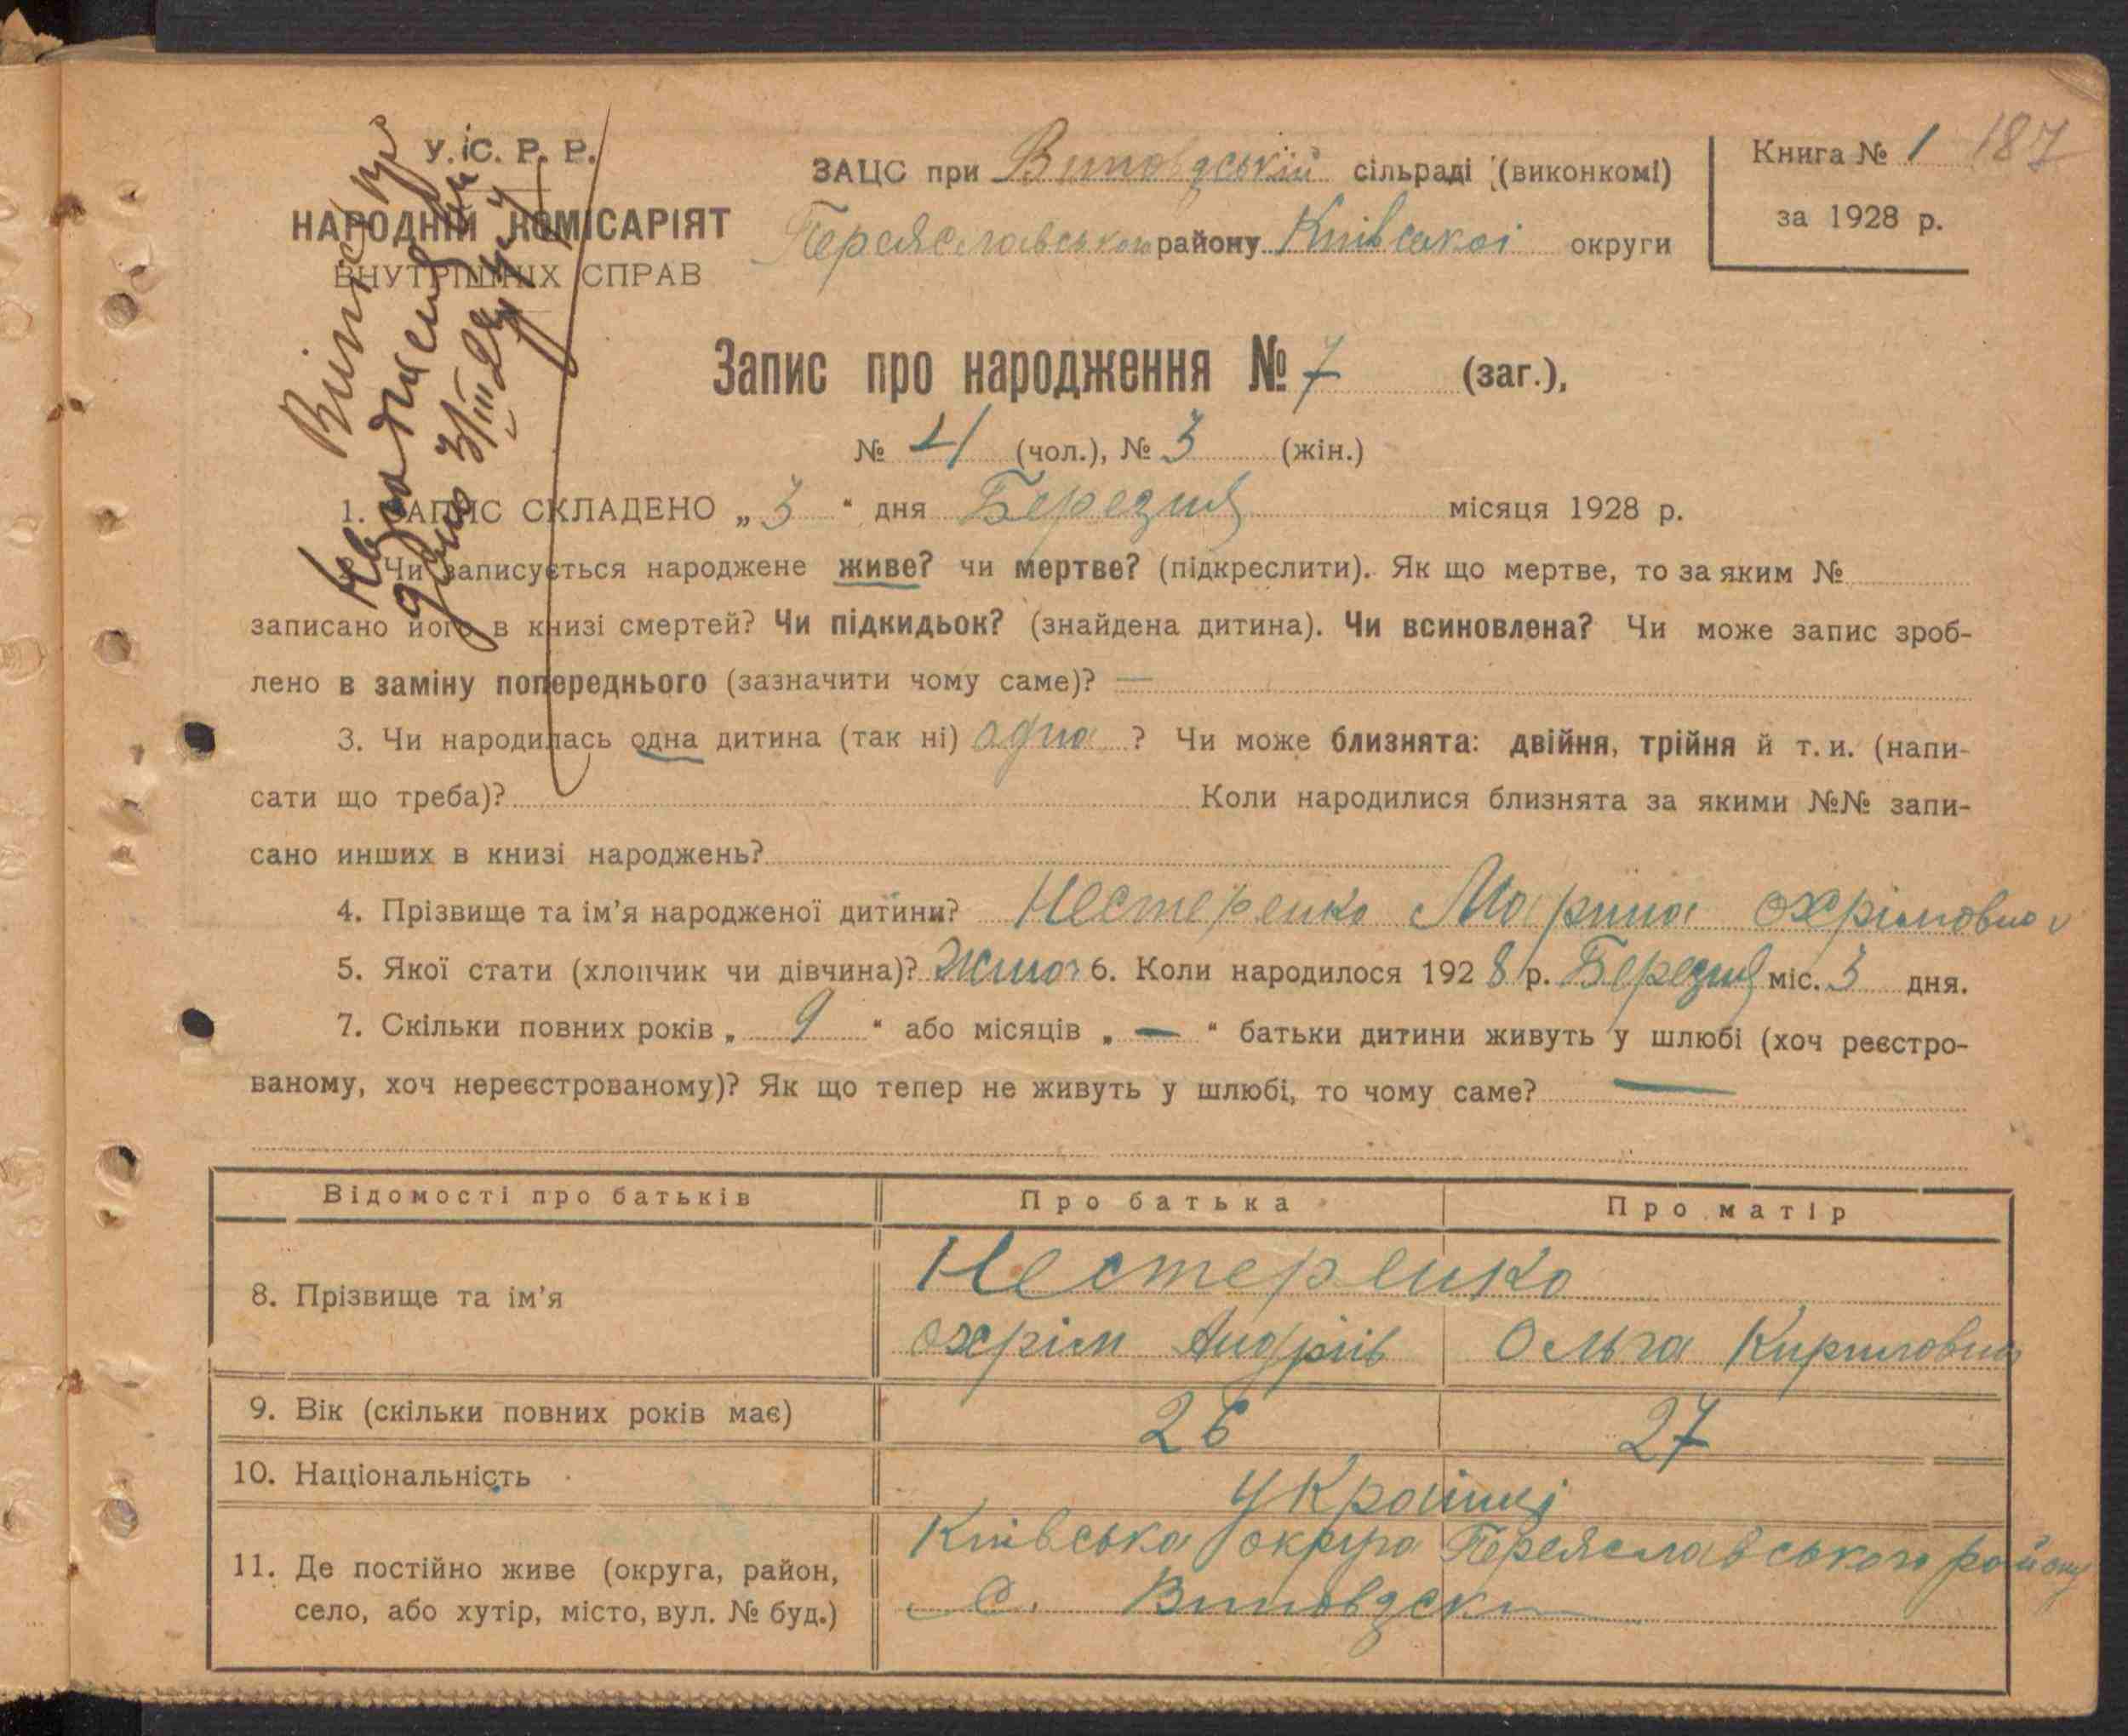 У.С.Р.Р.
НАРОДНІЙ КОМІСАРІЯТ
ВНУТРІШНІХ СПРАВ
ЗАЦС при сільраді (виконкомі)
Переяславського району Київської округи
Книга № 1 187
за 1928 р.
Запис про народження № 7 (заг.),
№ 4 (чол.), № 3 (жін.)
1. ЗАПИС СКЛАДЕНО „3“ дня Березня місяця 1928 р.
Чи записується народжене живе? чи мертве? (підкреслити). Як що мертве, то за яким №
записано його в книзі смертей? Чи підкидьок? (знайдена дитина). Чи всиновлена? Чи може запис зроб-
лено в заміну попереднього (зазначити чому саме)? —
3. Чи народилась одна дитина (так ні) одна ? Чи може близнята: двійня, трійня й т. и. (напи-
сати що треба)? Коли народилися близнята за якими №№ запи-
сано инших в книзі народжень?
4. Прізвище та ім’я народженої дитини? Нестеренко Марина Охрімовна
5. Якої стати (хлопчик чи дівчина)? 6. Коли народилося 1928 р. Березня міс. 3 дня.
7. Скільки повних років „ 9 “ або місяців „ — “ батьки дитини живуть у шлюбі (хоч реєстро-
ваному, хоч нереєстрованому)? Як що тепер не живуть у шлюбі, то чому саме? —
Відомості про батьків Про батька Про матір
8. Прізвище та ім’я Нестеренко
Охрім Андріїв Ольга Кириловна
9. Вік (скільки повних років має) 26 27
10. Національність Українці
11. Де постійно живе (округа, район, Київська округа Переяславського району
село, або хутір, місто, вул. № буд.) с.